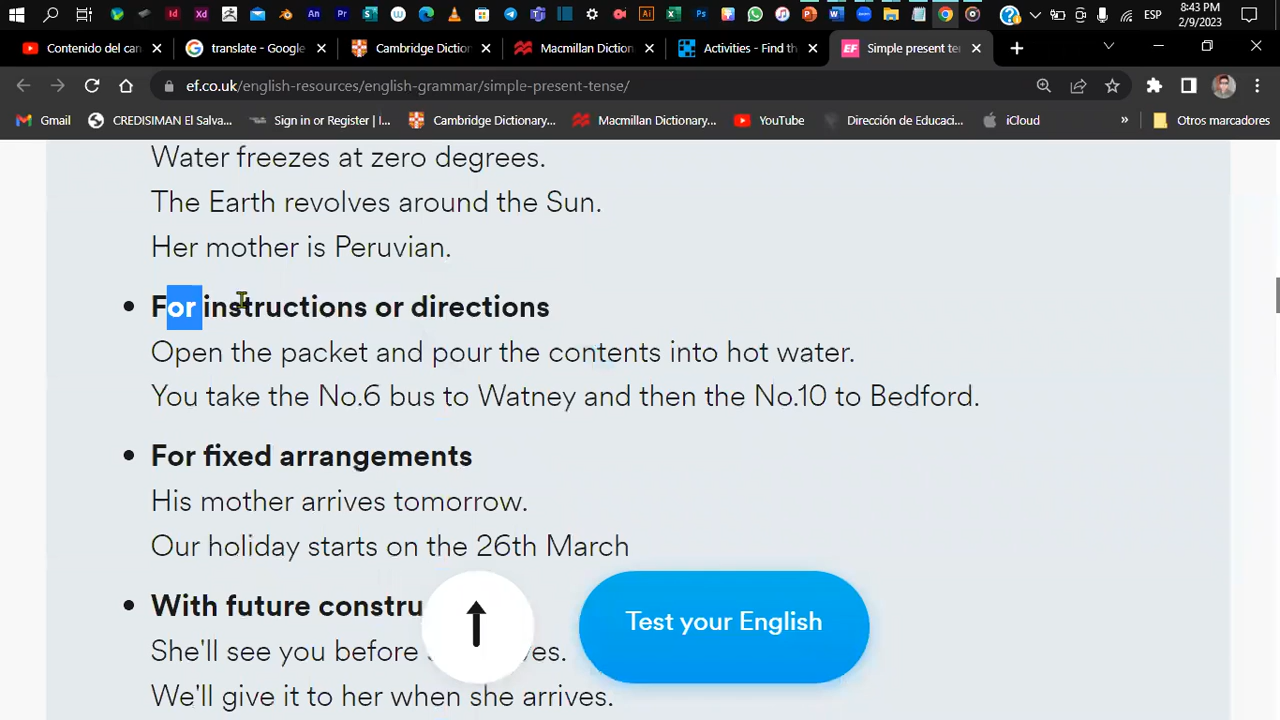 8:43 PM
ESP
2/9/2023
Contenido del can
translate - Google
Cambridge Diction
Macmillan Diction
Activities - Find th
Simple present te
ef.co.uk/english-resources/english-grammar/simple-present-tense/
Gmail
CREDISIMAN El Salva...
Sign in or Register | I...
Cambridge Dictionary...
Macmillan Dictionary...
YouTube
Dirección de Educaci...
iCloud
»
Otros marcadores
Water freezes at zero degrees.
The Earth revolves around the Sun.
Her mother is Peruvian.
• For instructions or directions
Open the packet and pour the contents into hot water.
You take the No.6 bus to Watney and then the No.10 to Bedford.
• For fixed arrangements
His mother arrives tomorrow.
Our holiday starts on the 26th March
• With future constru
She'll see you before ves.
We'll give it to her when she arrives.
Test your English